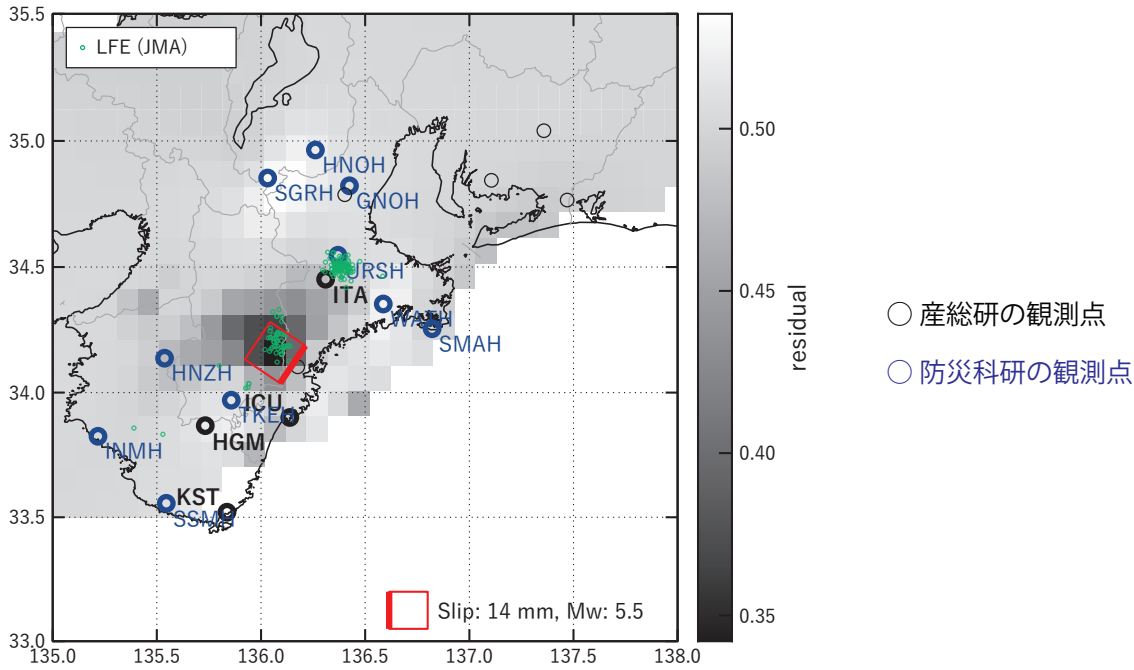 35.5
LFE (JMA)
35.0
HNOH
SGRH
GNOH
34.5
URSH
ITA
WATH
SMAH
HNZH
34.0
ICU
TKEH
HGM
INMH
KST
33.5
SSMH
Slip: 14 mm, Mw: 5.5
33.0
135.0
135.5
136.0
136.5
137.0
137.5
138.0
0.50
0.45
0.40
0.35
residual
産総研の観測点
防災科研の観測点